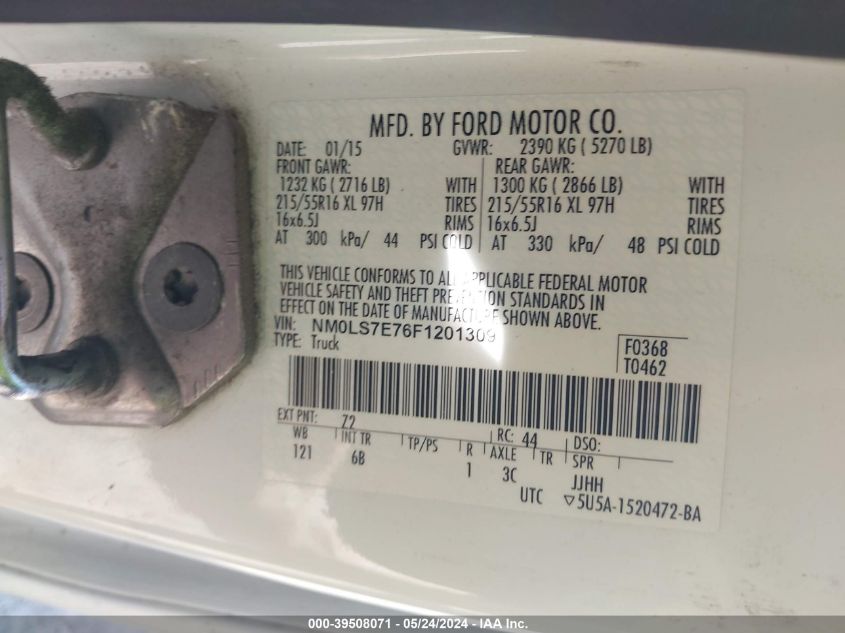 MFD. BY FORD MOTOR CO.
DATE: 01/15 GVWR: 2390 KG ( 5270 LB)
FRONT GAWR: REAR GAWR:
1232 KG ( 2716 LB) WITH 1300 KG ( 2866 LB) WITH
215/55R16 XL 97H TIRES 215/55R16 XL 97H TIRES
16x6.5J RIMS 16x6.5J RIMS
AT 300 kPa/ 44 PSI COLD AT 330 kPa/ 48 PSI COLD
THIS VEHICLE CONFORMS TO ALL APPLICABLE FEDERAL MOTOR
VEHICLE SAFETY AND THEFT PREVENTION STANDARDS IN
EFFECT ON THE DATE OF MANUFACTURE SHOWN ABOVE.
VIN: NM0LS7E76F1201309
TYPE: Truck
F0368
T0462
EXT PNT: Z2 RC: 44 DSO:
WB INT TR TP/PS R AXLE TR SPR
121 6B 1 3C JJHH
UTC ▽5U5A-1520472-BA
000-39508071 - 05/24/2024 - IAA Inc.